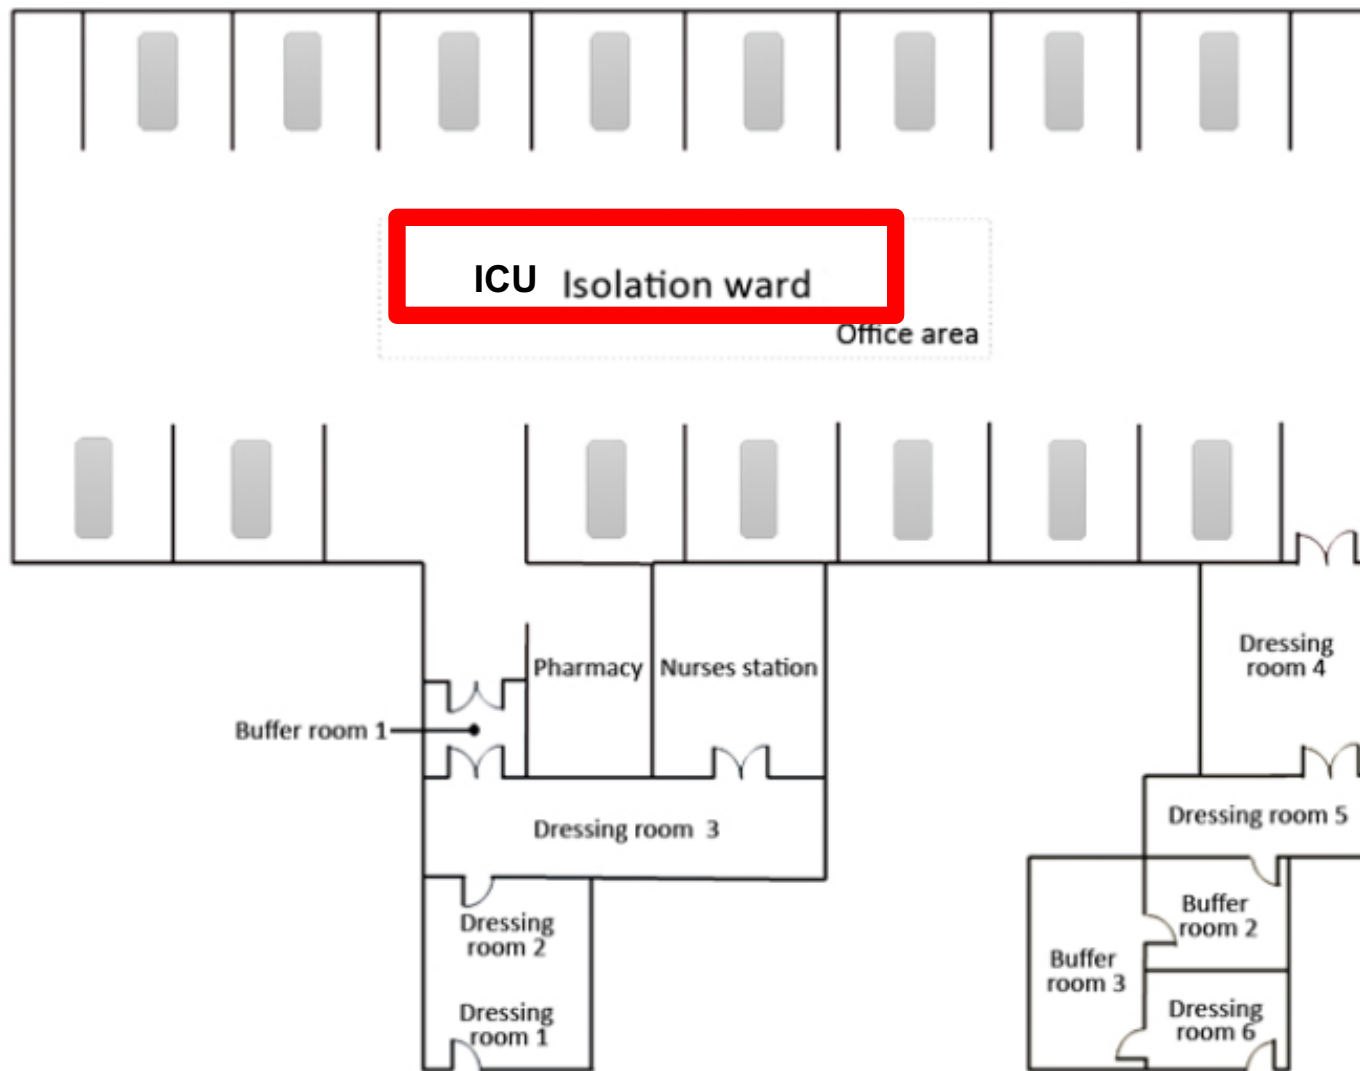 ICU Isolation ward
Office area
Pharmacy
Nurses station
Dressing
room 4
Buffer room 1
Dressing room 3
Dressing room 5
Dressing
room 2
Buffer
room 2
Buffer
room 3
Dressing
room 1
Dressing
room 6